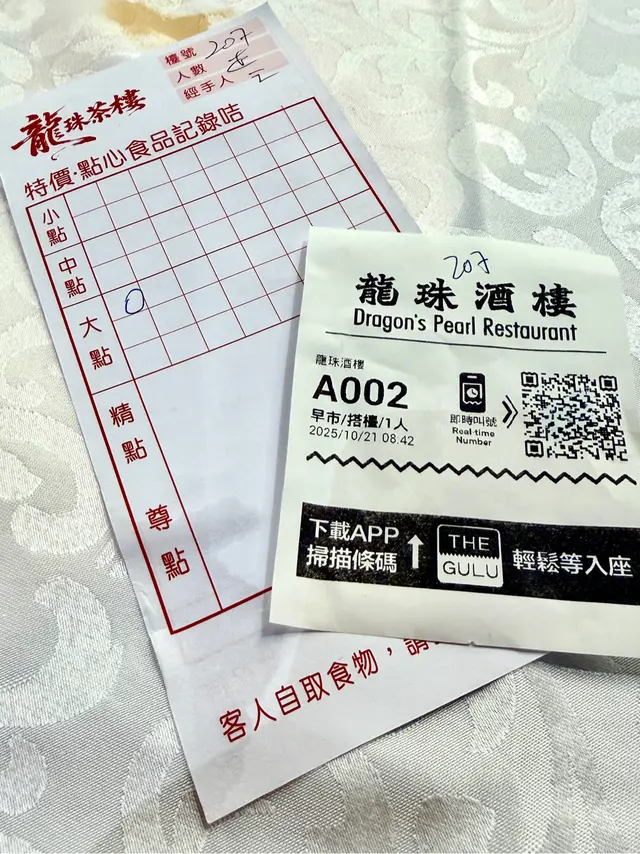 檯號 207
人數
經手人
龍珠茶樓
特價·點心食品記錄咭
小點
中點
大點
精點
尊點
客人自取食物，請
207
龍珠酒樓
Dragon's Pearl Restaurant
龍珠酒樓
A002
早市/搭檯/1人
2025/10/21 08:42
即時叫號
Real-time
Number
下載APP
掃描條碼
THE
GULU
輕鬆等入座